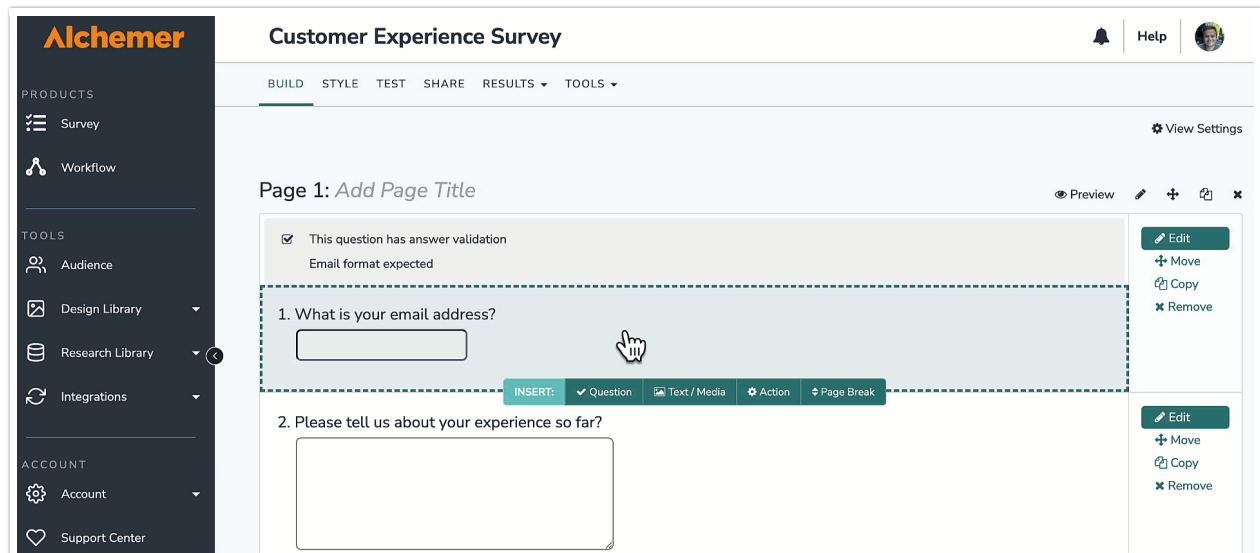 Alchemer
Customer Experience Survey
Help
PRODUCTS
Survey
Workflow
TOOLS
Audience
Design Library
Research Library
Integrations
ACCOUNT
Account
Support Center
BUILD STYLE TEST SHARE RESULTS TOOLS
View Settings
Page 1: Add Page Title
Preview
This question has answer validation
Email format expected
Edit
Move
Copy
Remove
1. What is your email address?
INSERT: Question Text / Media Action Page Break
2. Please tell us about your experience so far?
Edit
Move
Copy
Remove